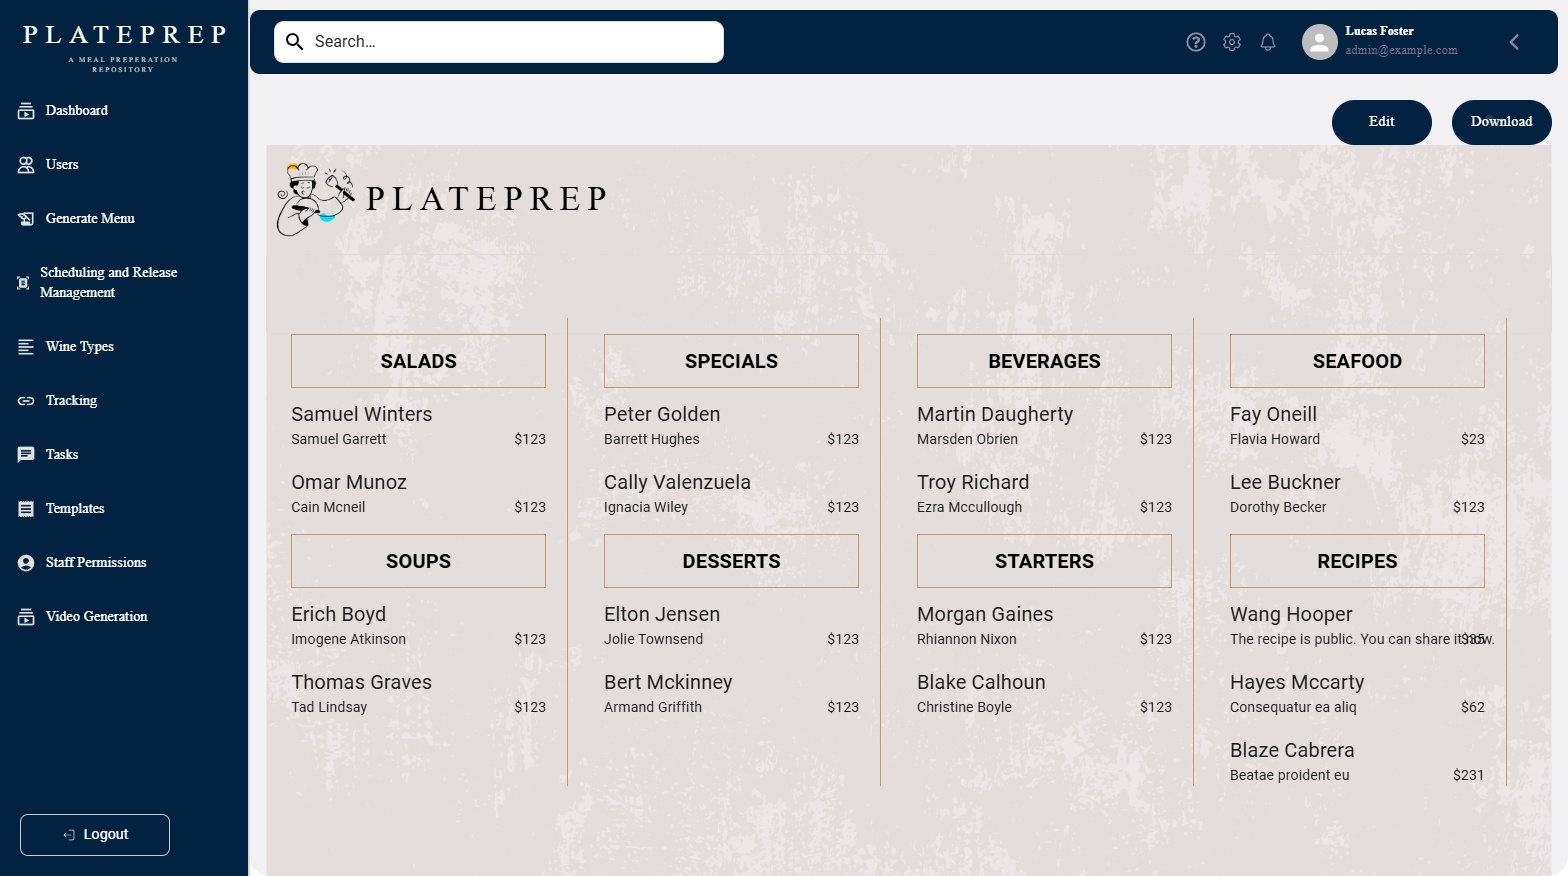 PLATEPREP
A MEAL PREPERATION
REPOSITORY
Dashboard
Users
Generate Menu
Scheduling and Release
Management
Wine Types
Tracking
Tasks
Templates
Staff Permissions
Video Generation
Logout
Search...
Lucas Foster
admin@example.com
Edit
Download
PLATEPREP
SALADS
Samuel Winters
Samuel Garrett $123
Omar Munoz
Cain Mcneil $123
SOUPS
Erich Boyd
Imogene Atkinson $123
Thomas Graves
Tad Lindsay $123
SPECIALS
Peter Golden
Barrett Hughes $123
Cally Valenzuela
Ignacia Wiley $123
DESSERTS
Elton Jensen
Jolie Townsend $123
Bert Mckinney
Armand Griffith $123
BEVERAGES
Martin Daugherty
Marsden Obrien $123
Troy Richard
Ezra Mccullough $123
STARTERS
Morgan Gaines
Rhiannon Nixon $123
Blake Calhoun
Christine Boyle $123
SEAFOOD
Fay Oneill
Flavia Howard $23
Lee Buckner
Dorothy Becker $123
RECIPES
Wang Hooper
The recipe is public. You can share it now. $35
Hayes Mccarty
Consequatur ea aliq $62
Blaze Cabrera
Beatae proident eu $231